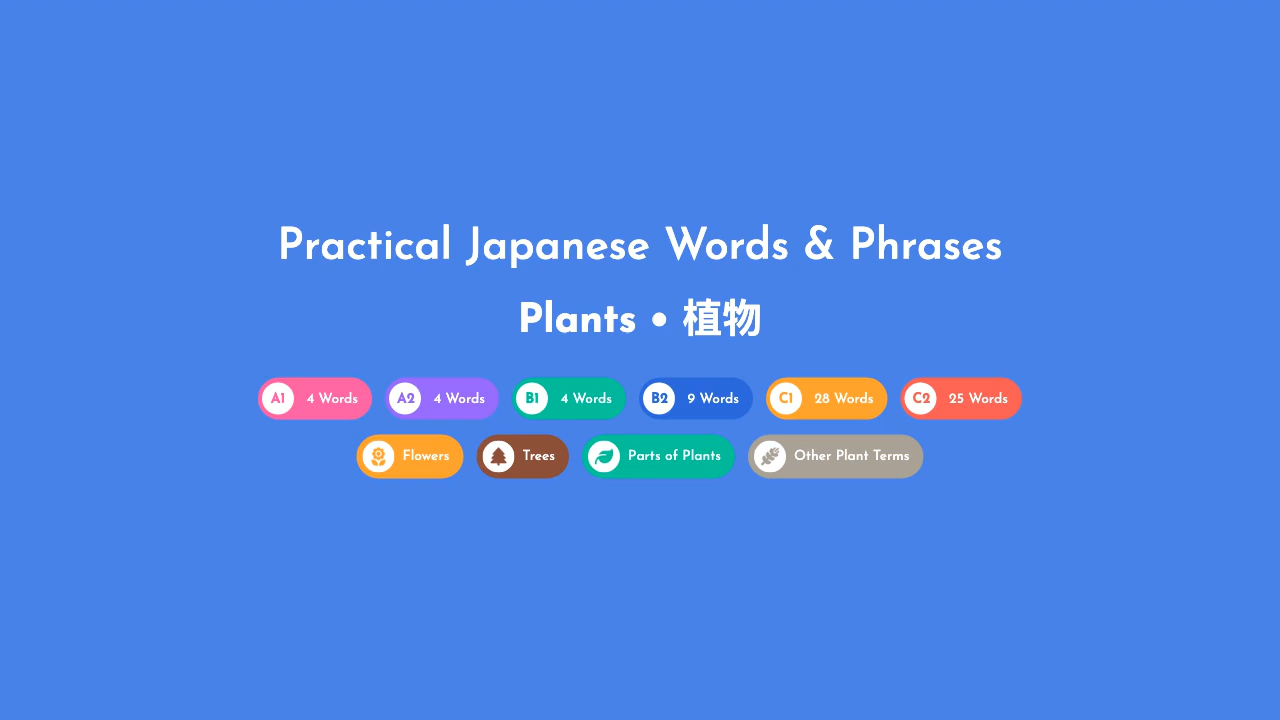 Practical Japanese Words & Phrases
Plants • 植物
A1 4 Words A2 4 Words B1 4 Words B2 9 Words C1 28 Words C2 25 Words
Flowers Trees Parts of Plants Other Plant Terms